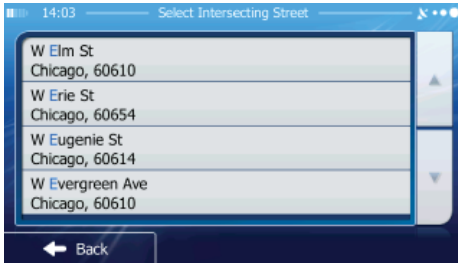 14:03 Select Intersecting Street
W Elm St
Chicago, 60610
W Erie St
Chicago, 60654
W Eugenie St
Chicago, 60614
W Evergreen Ave
Chicago, 60610
Back